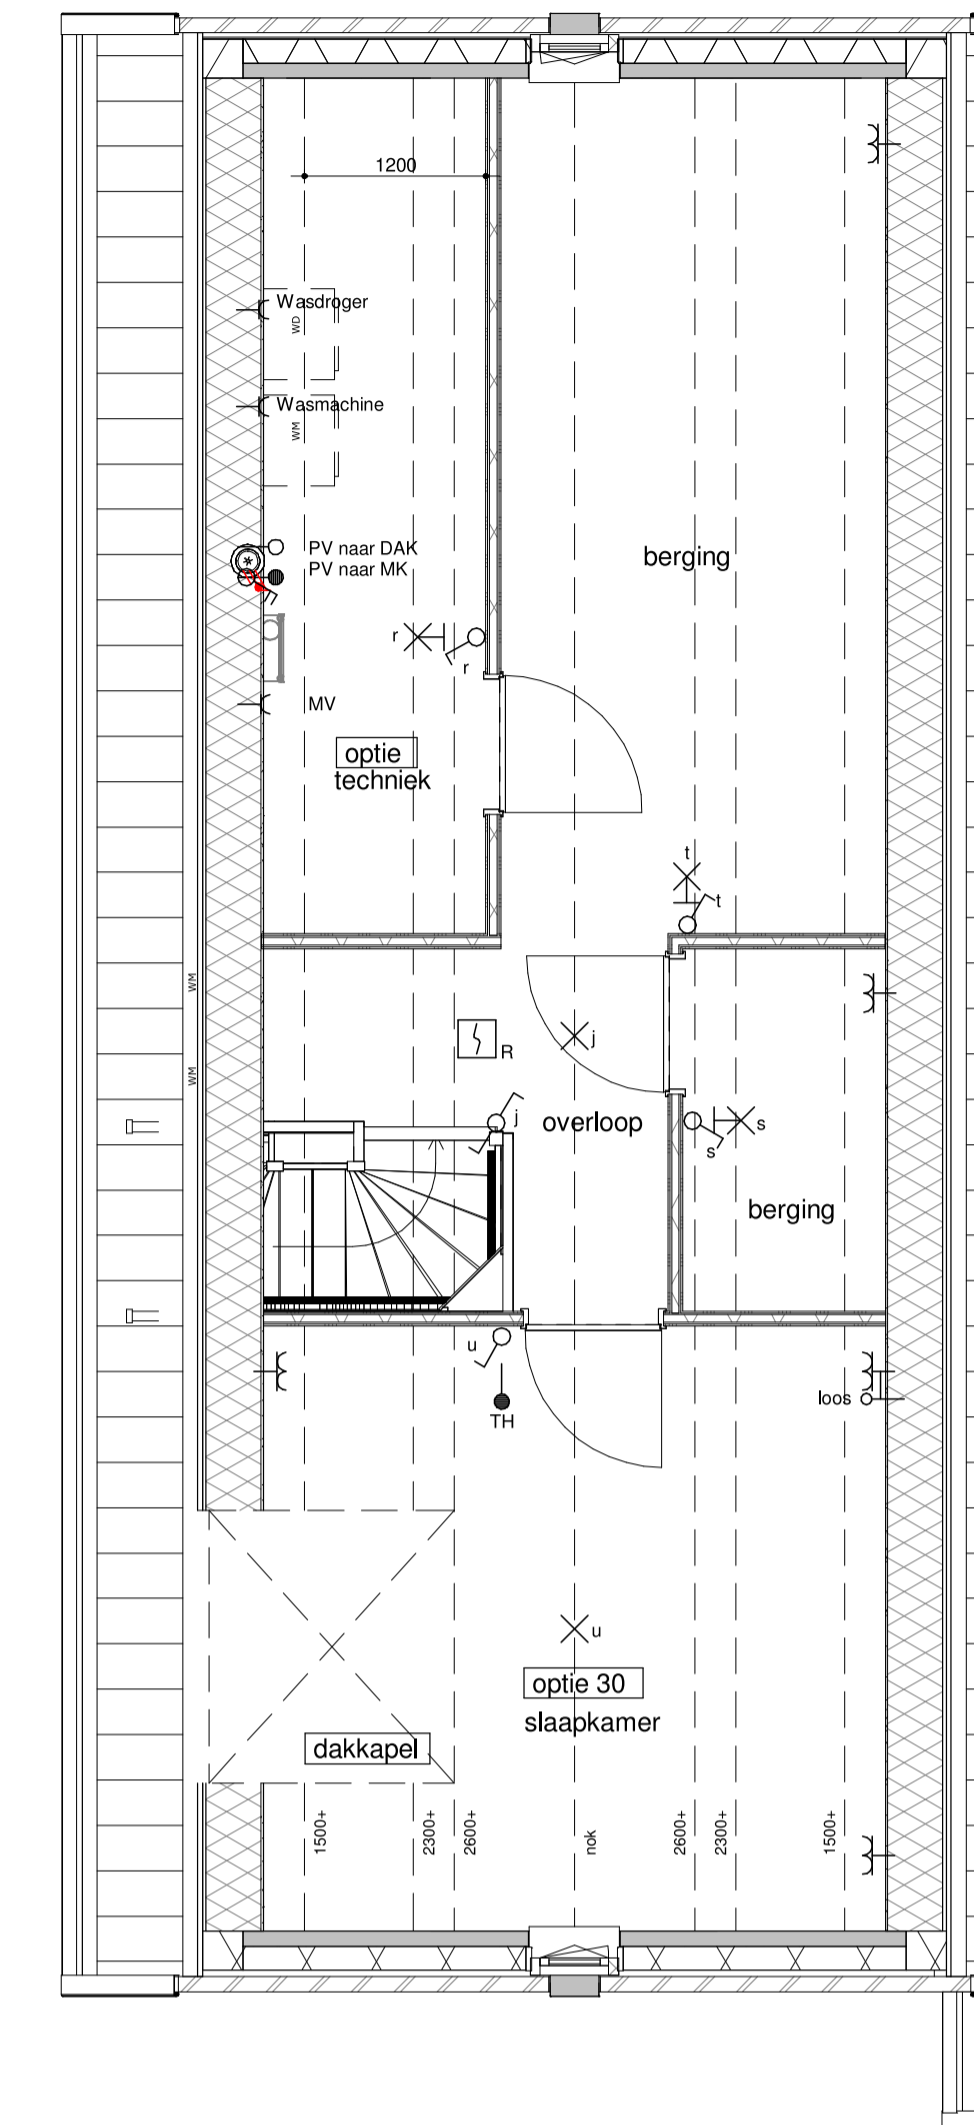 1200
Wasdroger
WD
Wasmachine
WM
PV naar DAK
PV naar MK
berging
r
r
MV
optie
techniek
t
t
WM
R
j
j
overloop
s
s
WM
berging
u
loos
TH
u
optie 30
slaapkamer
dakkapel
1500+
2300+
2600+
nok
2600+
2300+
1500+